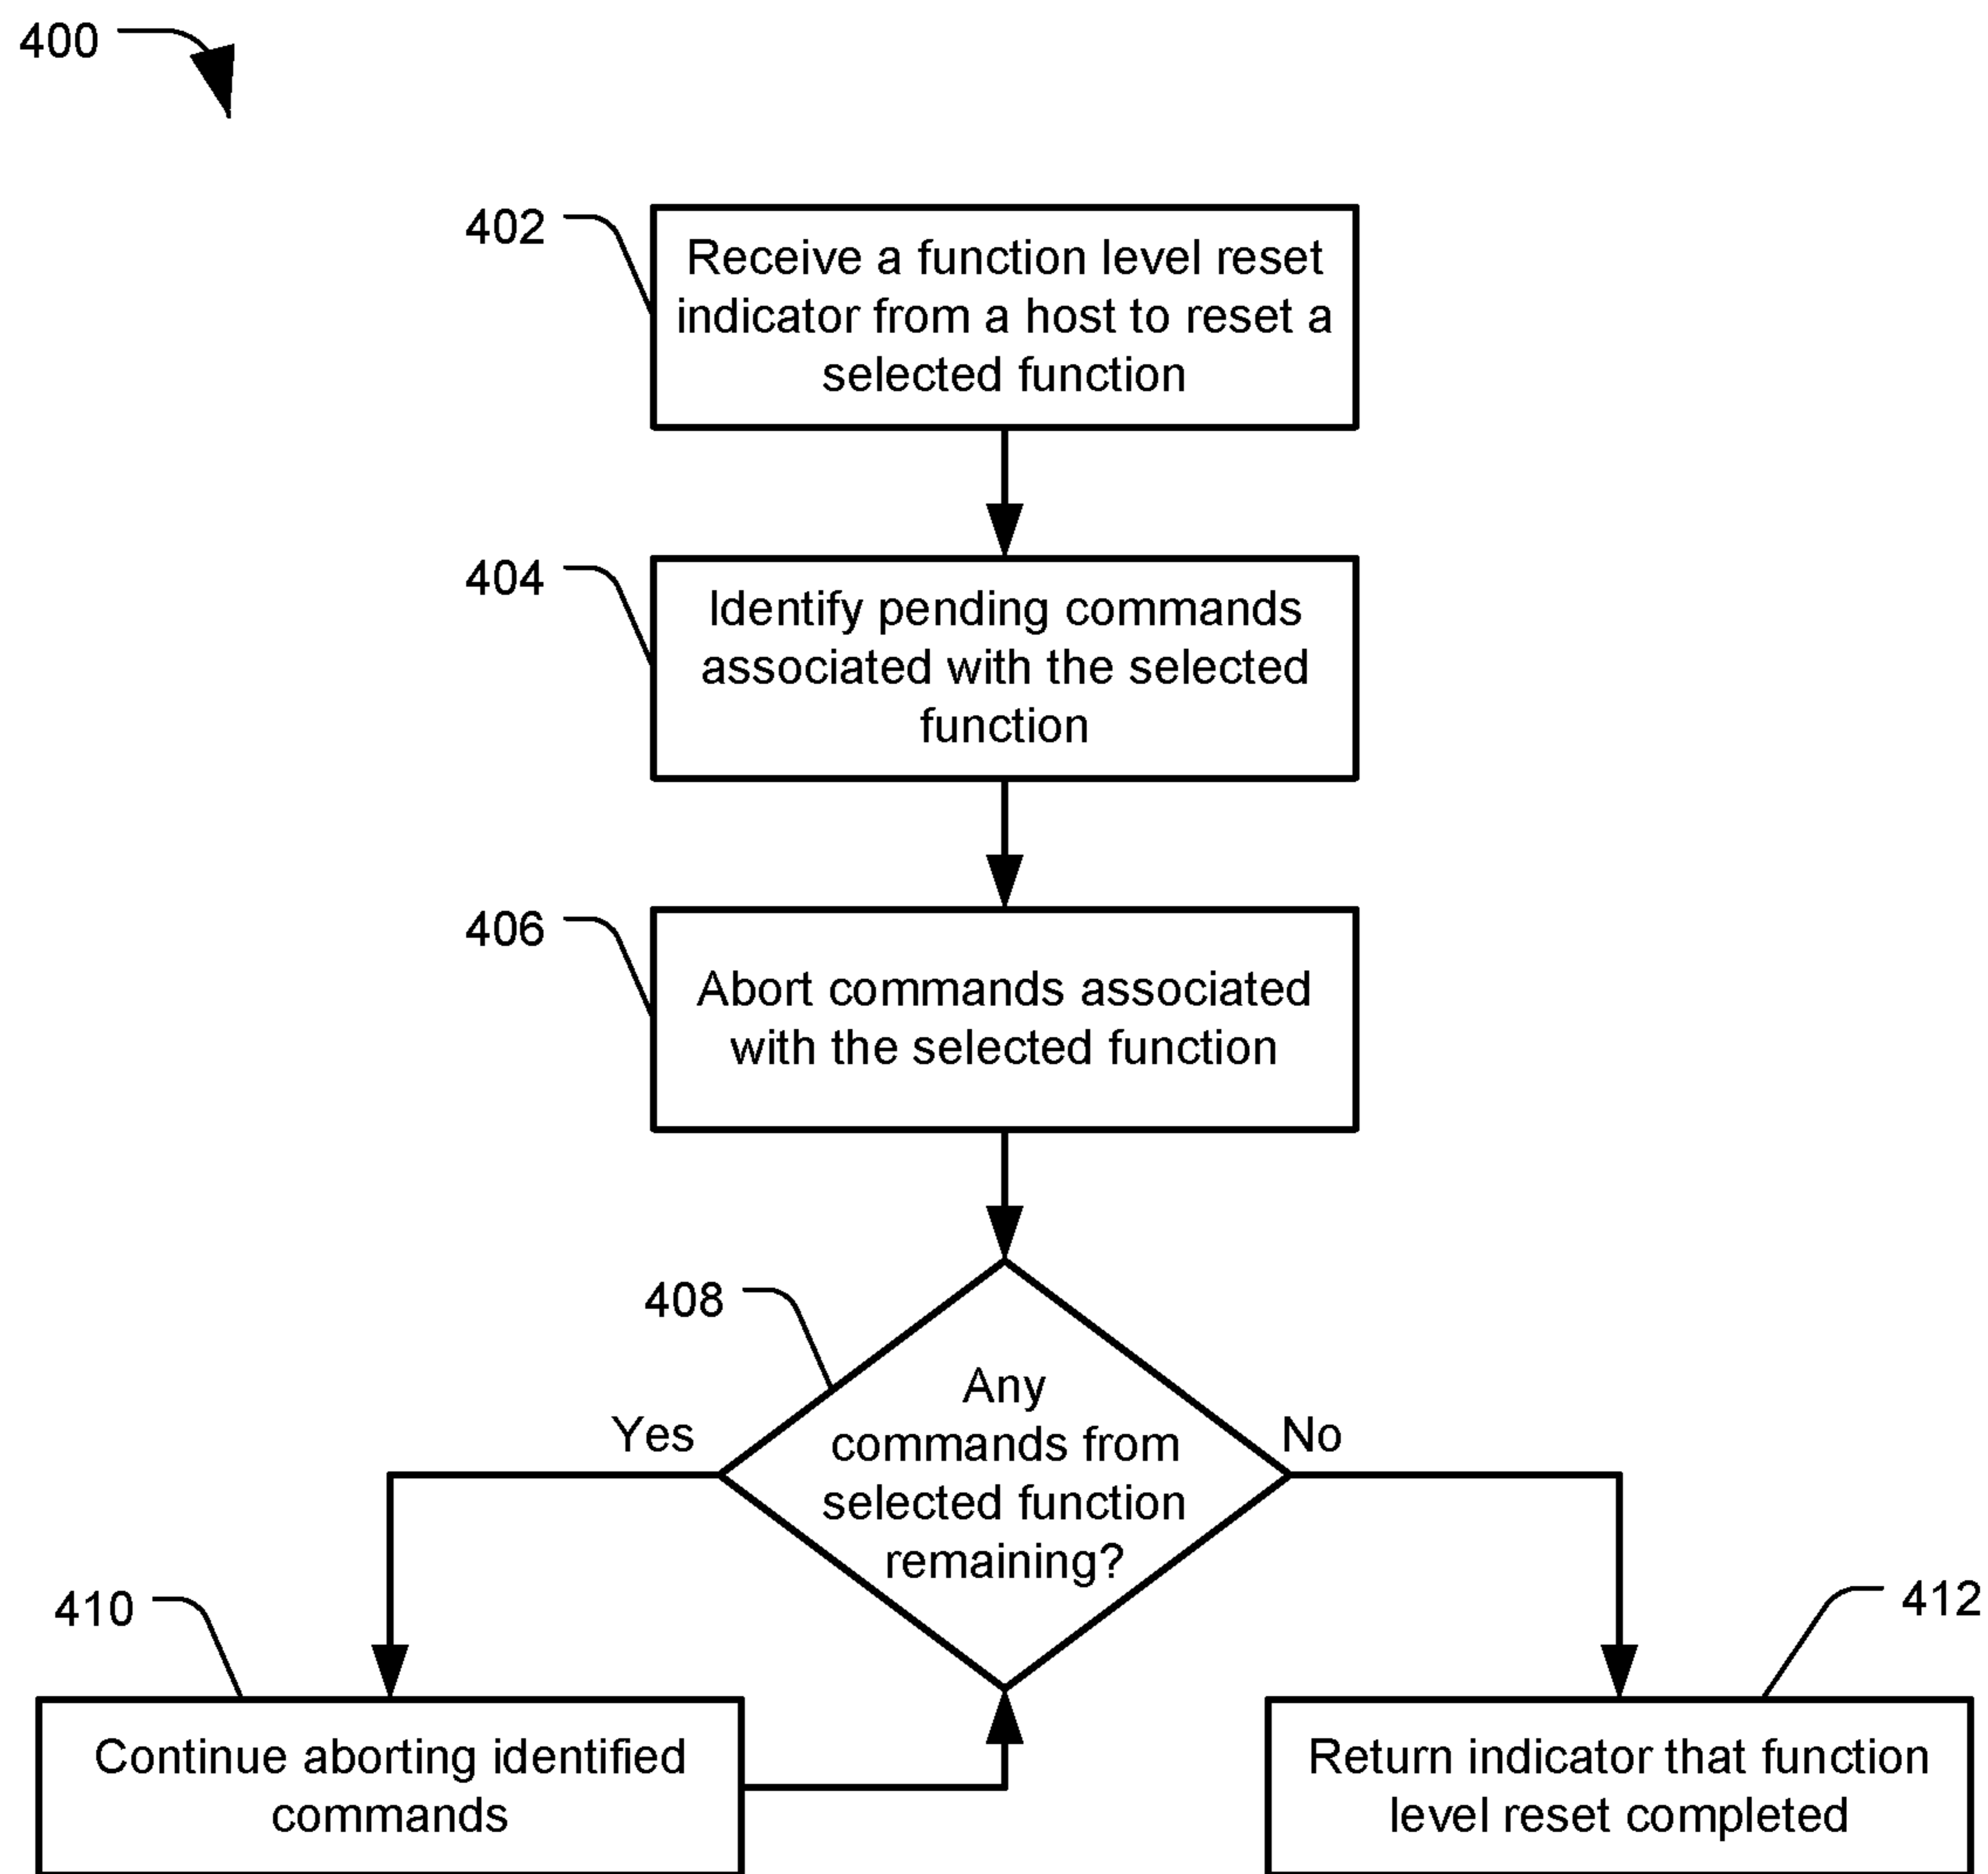 400
402
Receive a function level reset
indicator from a host to reset a
selected function
404
Identify pending commands
associated with the selected
function
406
Abort commands associated
with the selected function
408
Any
commands from
selected function
remaining?
Yes
No
410
Continue aborting identified
commands
412
Return indicator that function
level reset completed